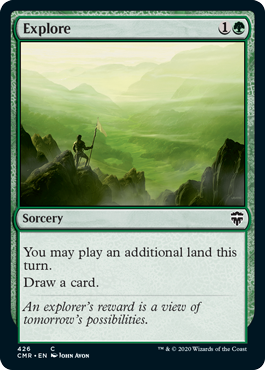 Explore 1
Sorcery
You may play an additional land this
turn.
Draw a card.
An explorer's reward is a view of
tomorrow's possibilities.
426 C
CMR • EN JOHN AVON
™ & © 2020 Wizards of the Coast